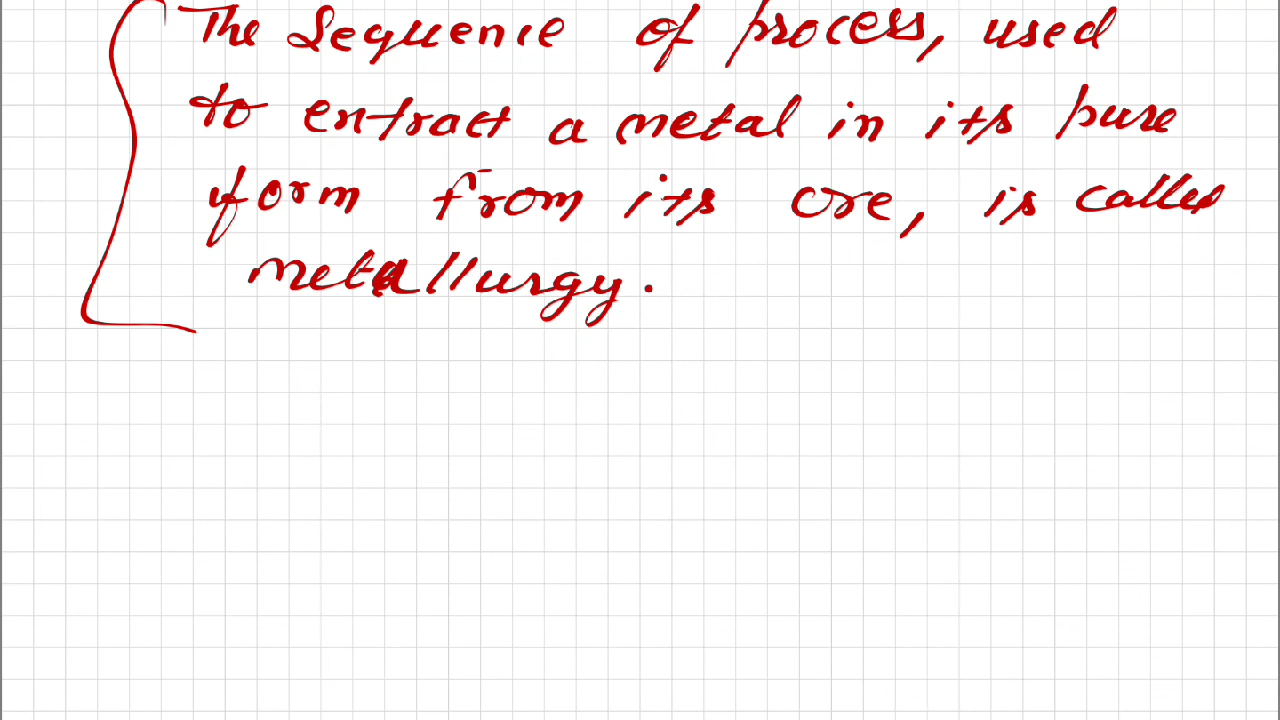 The Sequence of process, used
to extract a metal in its pure
form from its ore, is called
metallurgy.